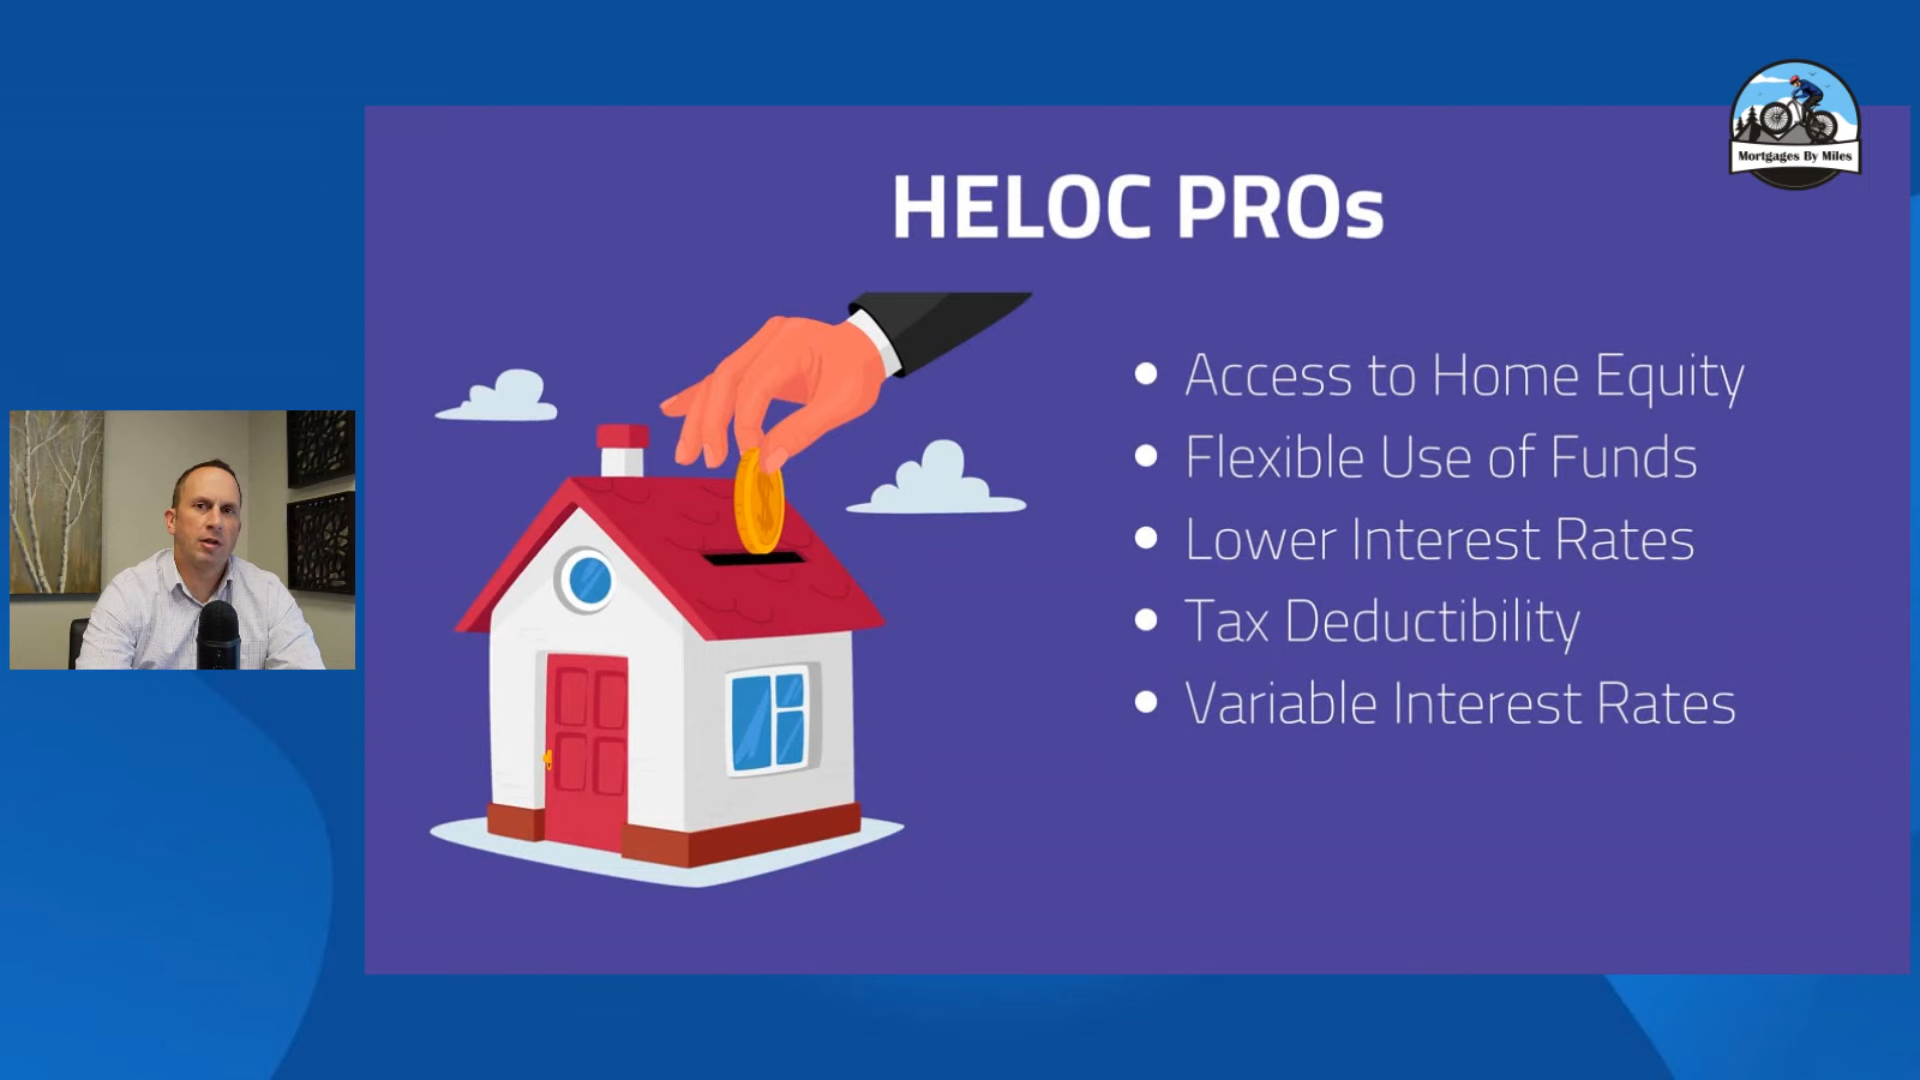 Mortgages By Miles
HELOC PROs
Access to Home Equity
Flexible Use of Funds
Lower Interest Rates
Tax Deductibility
Variable Interest Rates